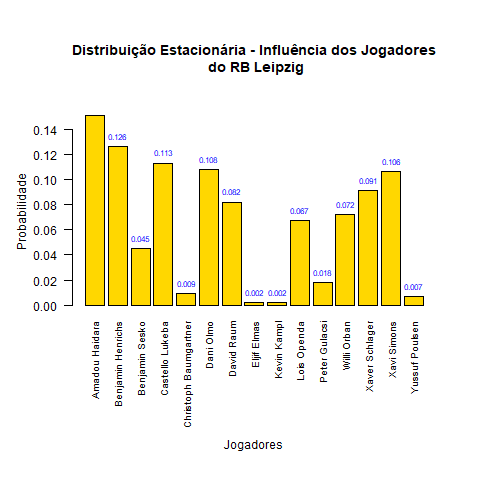 Distribuição Estacionária - Influência dos Jogadores
do RB Leipzig
Probabilidade
0.14
0.12
0.10
0.08
0.06
0.04
0.02
0.00
0.126
0.045
0.113
0.009
0.108
0.082
0.002
0.002
0.067
0.018
0.072
0.091
0.106
0.007
Amadou Haidara
Benjamin Henrichs
Benjamin Sesko
Castello Lukeba
Christoph Baumgartner
Dani Olmo
David Raum
Eljif Elmas
Kevin Kampl
Loïs Openda
Peter Gulacsi
Willi Orban
Xaver Schlager
Xavi Simons
Yussuf Poulsen
Jogadores